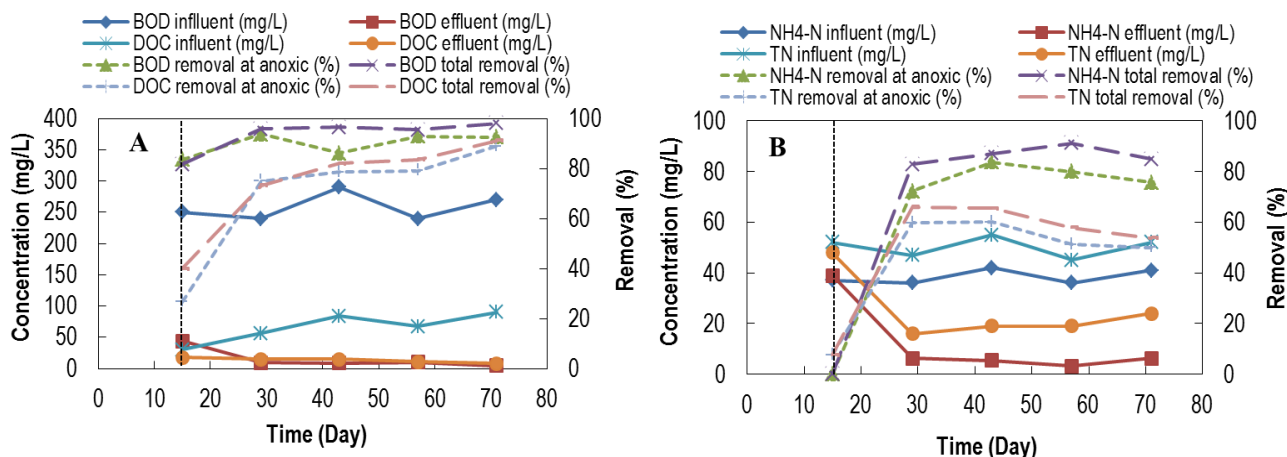 BOD influent (mg/L) BOD effluent (mg/L)
DOC influent (mg/L) DOC effluent (mg/L)
BOD removal at anoxic (%) BOD total removal (%)
DOC removal at anoxic (%) DOC total removal (%)
A
Concentration (mg/L)
400
350
300
250
200
150
100
50
0
Removal (%)
100
80
60
40
20
0
0 10 20 30 40 50 60 70 80
Time (Day)
NH4-N influent (mg/L) NH4-N effluent (mg/L)
TN influent (mg/L) TN effluent (mg/L)
NH4-N removal at anoxic (%) NH4-N total removal (%)
TN removal at anoxic (%) TN total removal (%)
B
Concentration (mg/L)
100
80
60
40
20
0
Removal (%)
100
80
60
40
20
0
0 10 20 30 40 50 60 70 80
Time (Day)